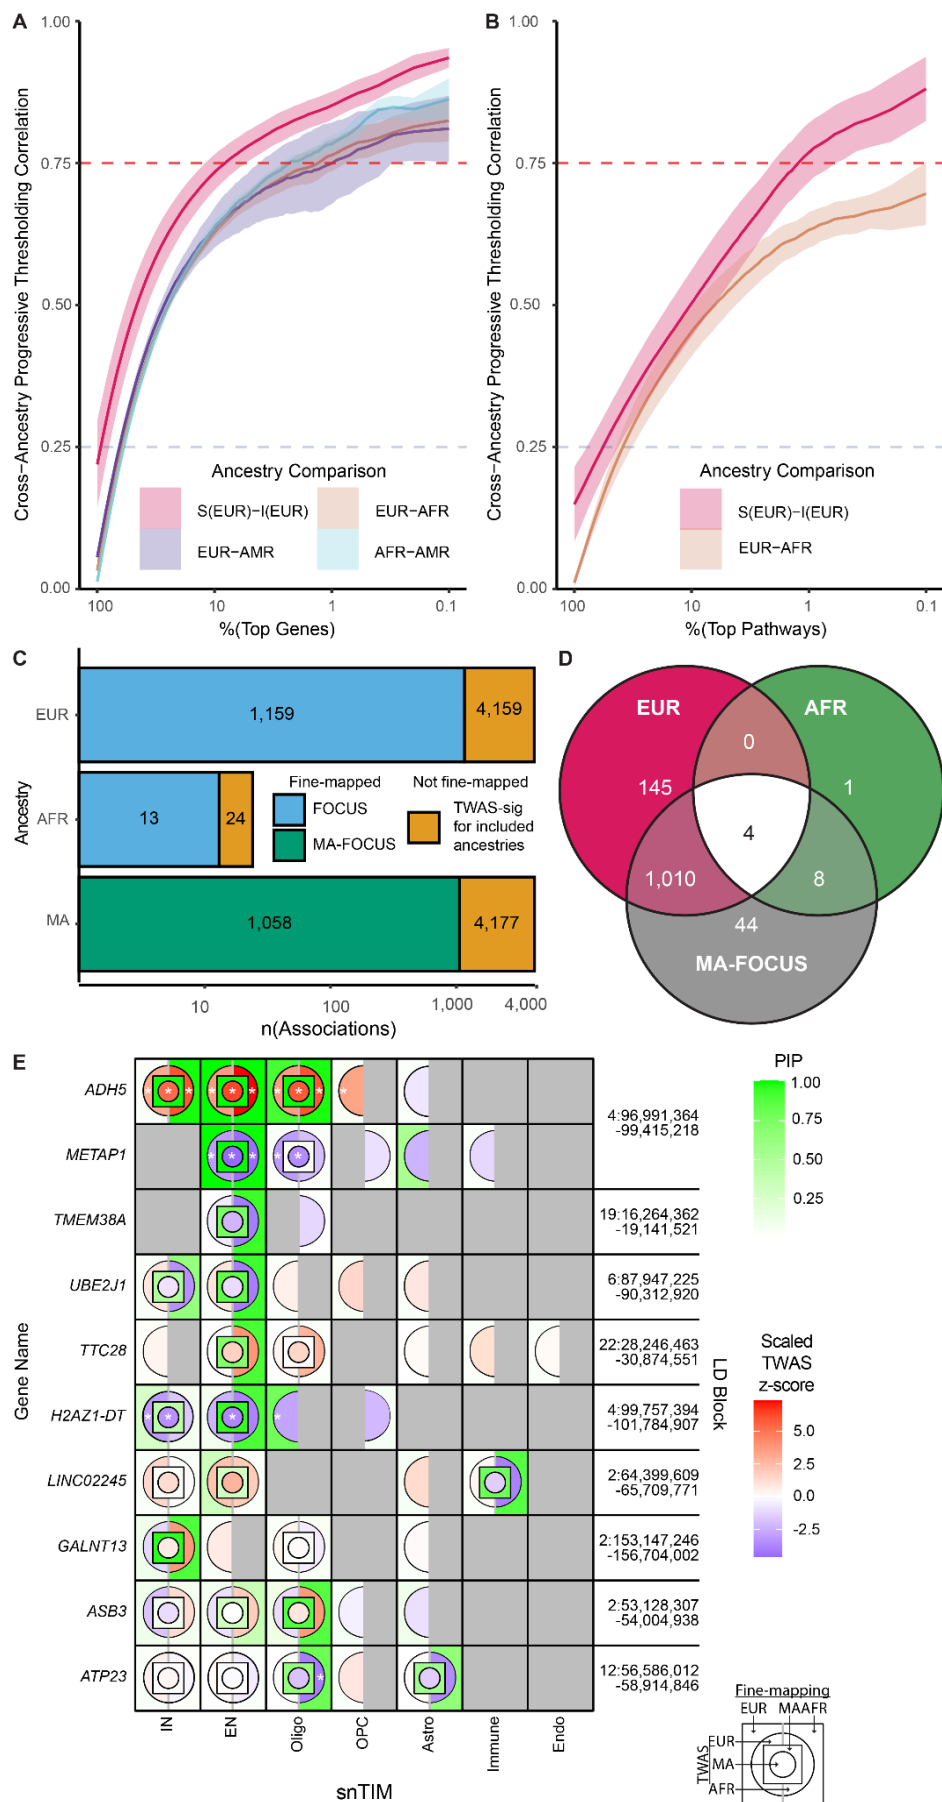 A
Cross−Ancestry Progressive Thresholding Correlation
1.00
0.75
0.50
0.25
0.00
100
10
1
0.1
%(Top Genes)
Ancestry Comparison
S(EUR)−I(EUR)
EUR−AFR
EUR−AMR
AFR−AMR
B
Cross−Ancestry Progressive Thresholding Correlation
1.00
0.75
0.50
0.25
0.00
100
10
1
0.1
%(Top Pathways)
Ancestry Comparison
S(EUR)−I(EUR)
EUR−AFR
C
Ancestry
EUR
1,159
4,159
AFR
13
24
MA
1,058
4,177
Fine-mapped
FOCUS
MA-FOCUS
Not fine-mapped
TWAS-sig
for included
ancestries
10
100
1,000
4,000
n(Associations)
D
EUR
AFR
0
145
1
4
1,010
8
44
MA-FOCUS
E
Gene Name
ADH5
* * * * * * * * * *
4:96,991,364
-99,415,218
METAP1
* * * * *
TMEM38A
19:16,264,362
-19,141,521
UBE2J1
6:87,947,225
-90,312,920
TTC28
22:28,246,463
-30,874,551
H2AZ1-DT
* * * *
4:99,757,394
-101,784,907
LINC02245
2:64,399,609
-65,709,771
GALNT13
2:153,147,246
-156,704,002
ASB3
2:53,128,307
-54,004,938
ATP23
*
12:56,586,012
-58,914,846
IN
EN
Oligo
OPC
Astro
Immune
Endo
snTIM
LD Block
PIP
1.00
0.75
0.50
0.25
Scaled
TWAS
z-score
5.0
2.5
0.0
-2.5
Fine-mapping
EUR MA AFR
TWAS
EUR
MA
AFR